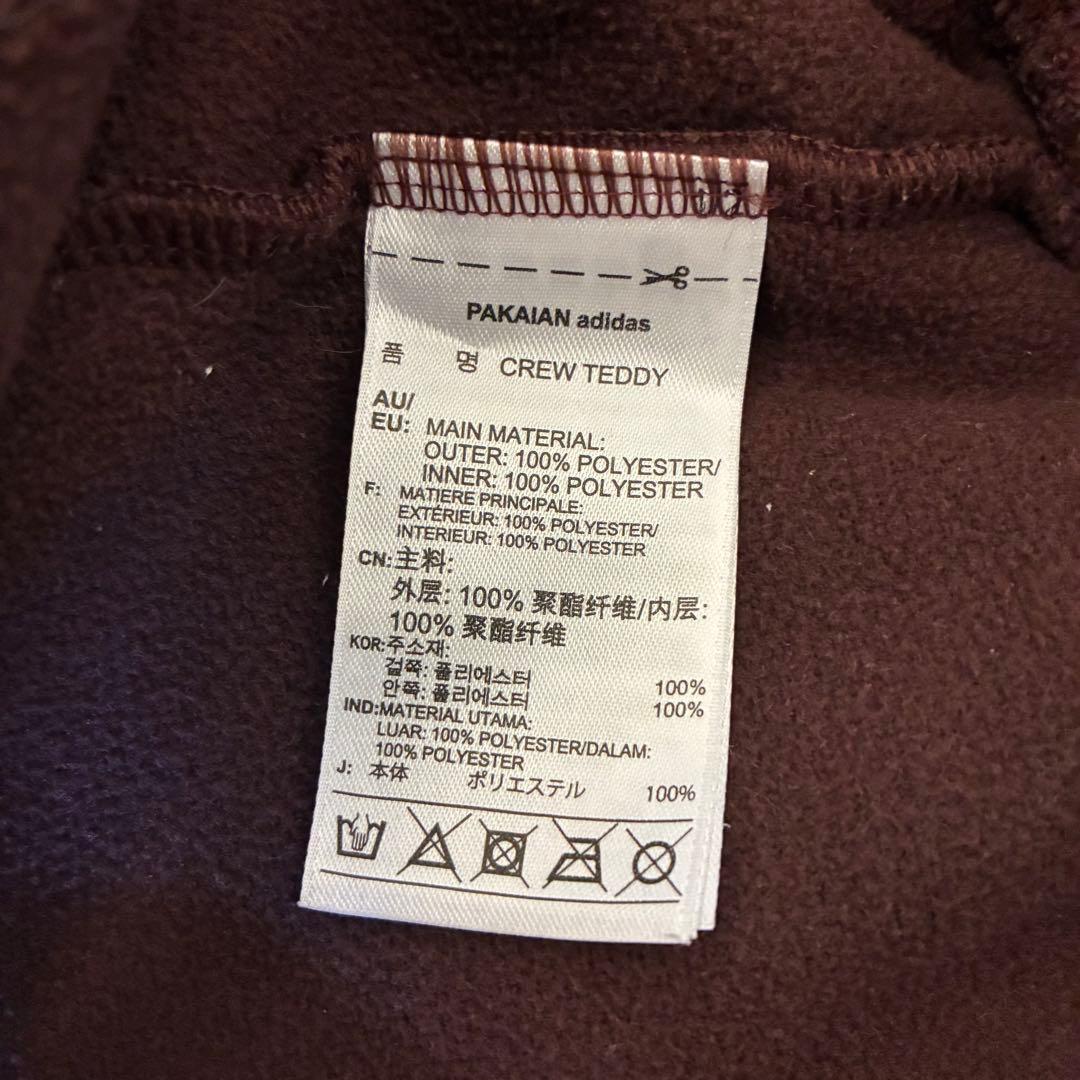 PAKAIAN adidas
품 명 CREW TEDDY
AU/
EU: MAIN MATERIAL:
OUTER: 100% POLYESTER/
INNER: 100% POLYESTER
F: MATIERE PRINCIPALE:
EXTERIEUR: 100% POLYESTER/
INTERIEUR: 100% POLYESTER
CN: 主料:
外层: 100% 聚酯纤维/内层:
100% 聚酯纤维
KOR: 주소재:
겉쪽: 폴리에스터 100%
안쪽: 폴리에스터 100%
IND: MATERIAL UTAMA:
LUAR: 100% POLYESTER/DALAM:
100% POLYESTER
J: 本体 ポリエステル 100%